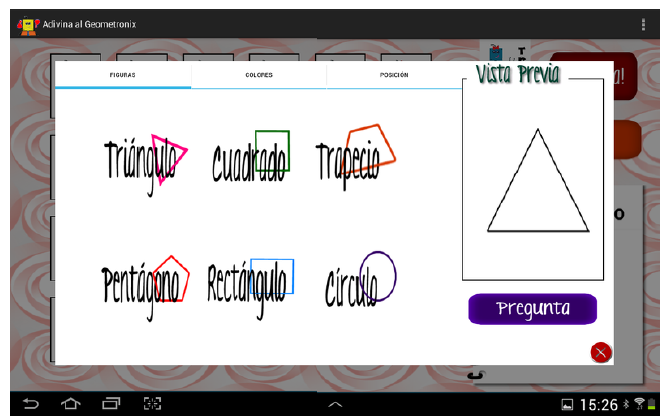 Adivina al Geometronix
FIGURAS
COLORES
POSICIÓN
Vista Previa
Triángulo
Cuadrado
Trapecio
Pentágono
Rectángulo
Círculo
Pregunta
15:26